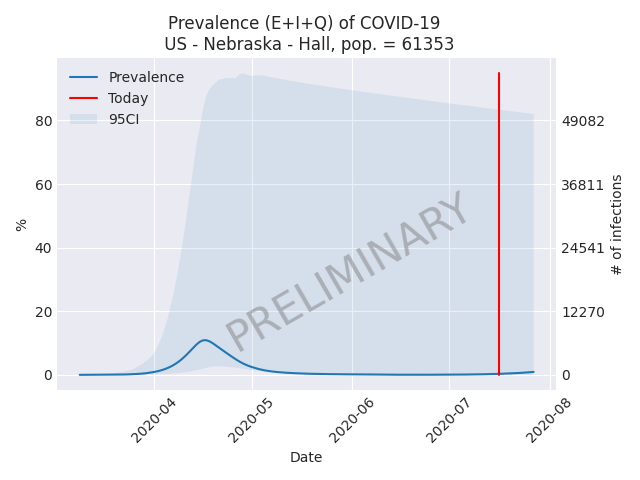 Prevalence (E+I+Q) of COVID-19
US - Nebraska - Hall, pop. = 61353
Prevalence
Today
95CI
80
60
40
20
0
%
49082
36811
24541
12270
0
# of infections
PRELIMINARY
2020-04
2020-05
2020-06
2020-07
2020-08
Date